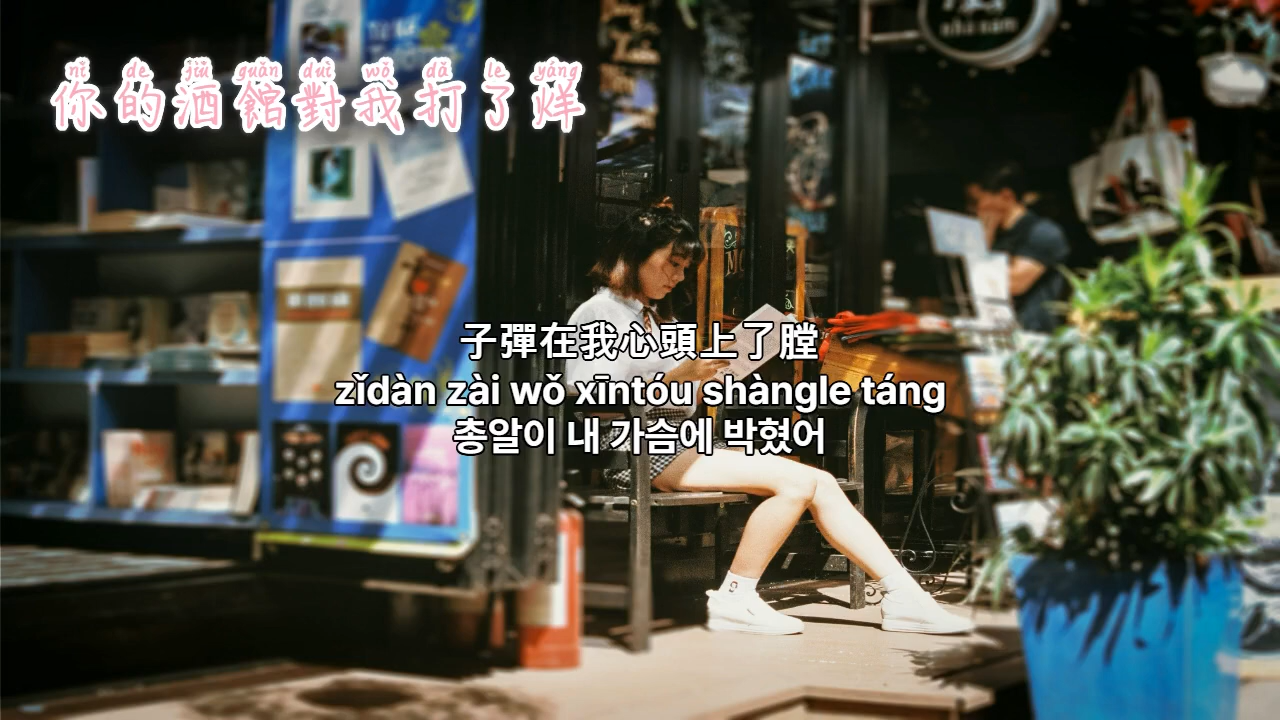 nǐ de jiǔ guǎn duì wǒ dǎ le yáng
你的酒館對我打了烊
子彈在我心頭上了膛
zǐdàn zài wǒ xīntóu shàngle táng
총알이 내 가슴에 박혔어